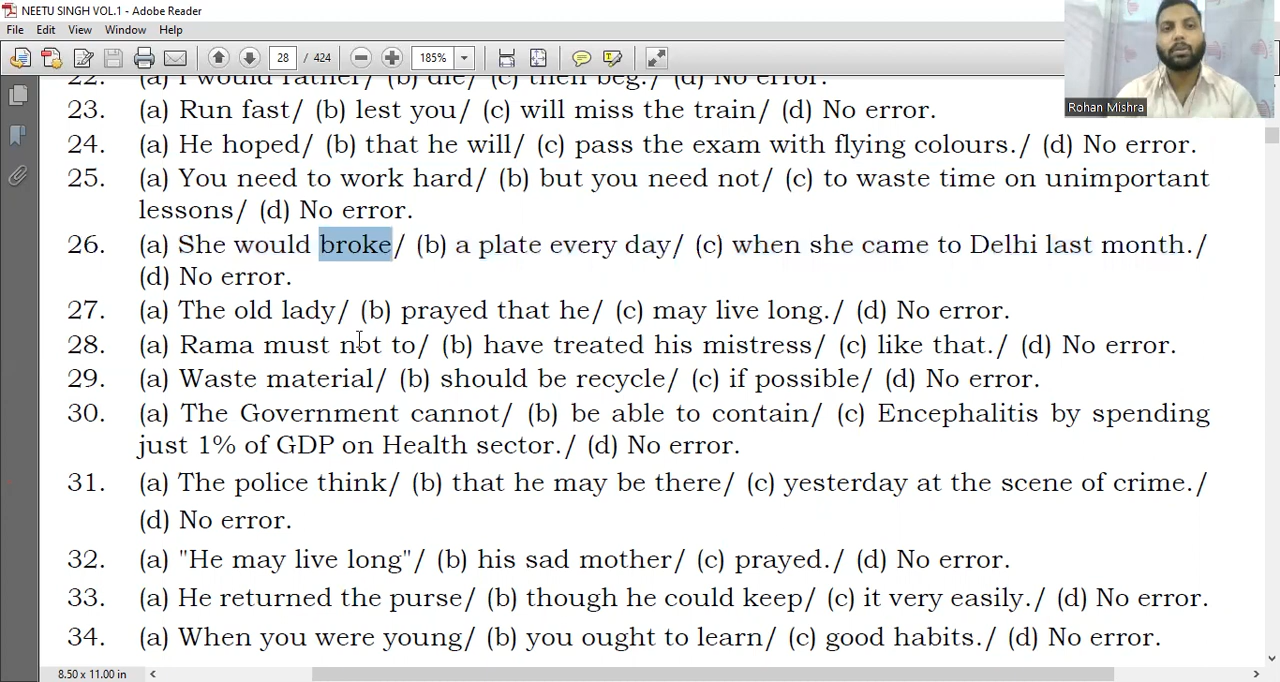 NEETU SINGH VOL.1 - Adobe Reader
File Edit View Window Help
28 / 424 185%
Rohan Mishra
22. (a) I would rather/ (b) die/ (c) then beg./ (d) No error.
23. (a) Run fast/ (b) lest you/ (c) will miss the train/ (d) No error.
24. (a) He hoped/ (b) that he will/ (c) pass the exam with flying colours./ (d) No error.
25. (a) You need to work hard/ (b) but you need not/ (c) to waste time on unimportant
lessons/ (d) No error.
26. (a) She would broke/ (b) a plate every day/ (c) when she came to Delhi last month./
(d) No error.
27. (a) The old lady/ (b) prayed that he/ (c) may live long./ (d) No error.
28. (a) Rama must not to/ (b) have treated his mistress/ (c) like that./ (d) No error.
29. (a) Waste material/ (b) should be recycle/ (c) if possible/ (d) No error.
30. (a) The Government cannot/ (b) be able to contain/ (c) Encephalitis by spending
just 1% of GDP on Health sector./ (d) No error.
31. (a) The police think/ (b) that he may be there/ (c) yesterday at the scene of crime./
(d) No error.
32. (a) "He may live long"/ (b) his sad mother/ (c) prayed./ (d) No error.
33. (a) He returned the purse/ (b) though he could keep/ (c) it very easily./ (d) No error.
34. (a) When you were young/ (b) you ought to learn/ (c) good habits./ (d) No error.
8.50 x 11.00 in